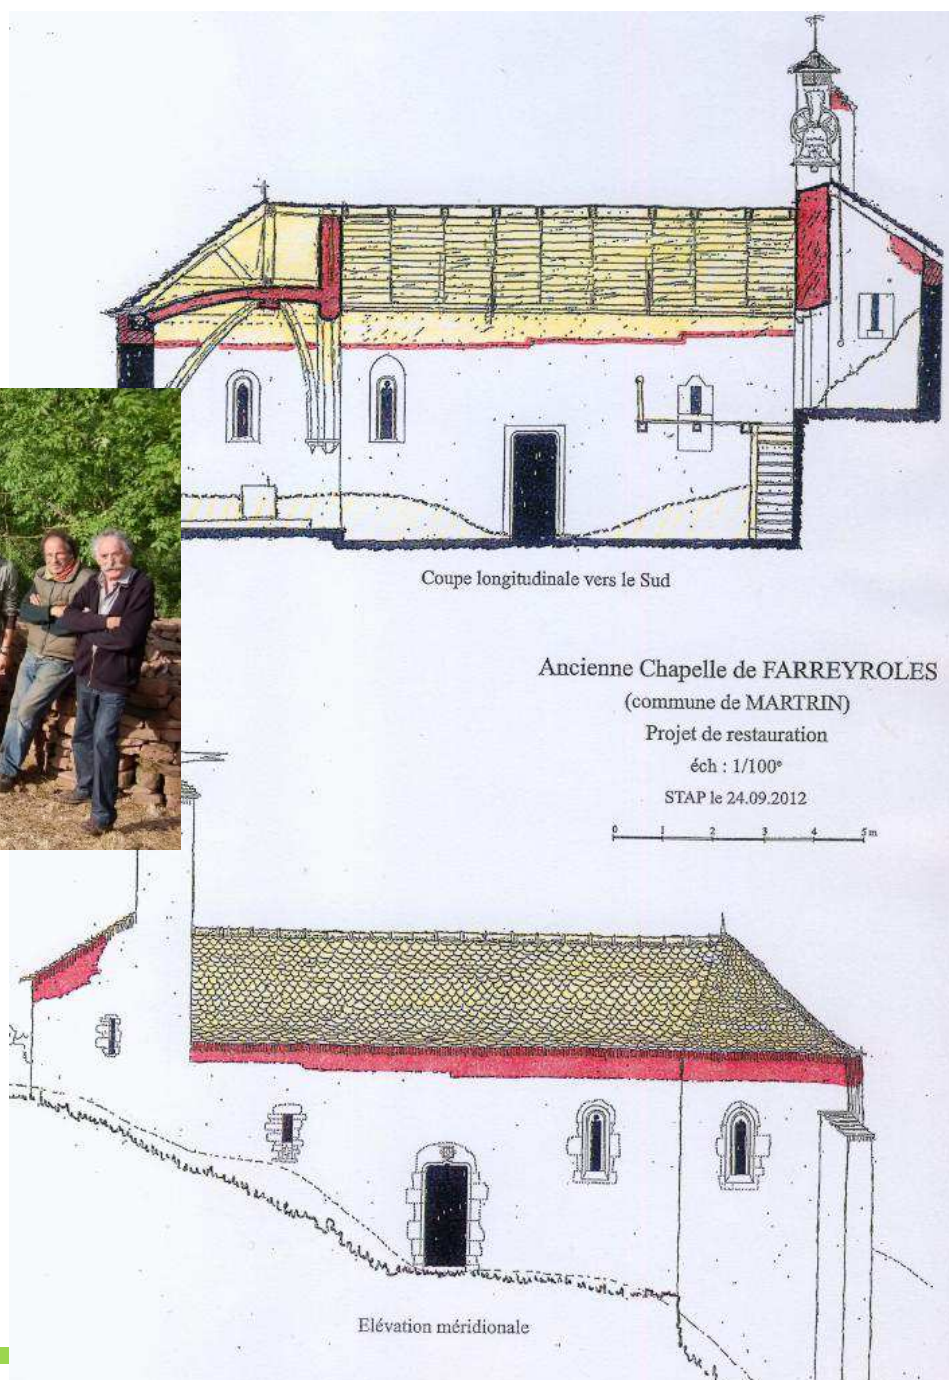 Coupe longitudinale vers le Sud
Ancienne Chapelle de FARREYROLES
(commune de MARTRIN)
Projet de restauration
éch : 1/100°
STAP le 24.09.2012
0 1 2 3 4 5 m
Elévation méridionale